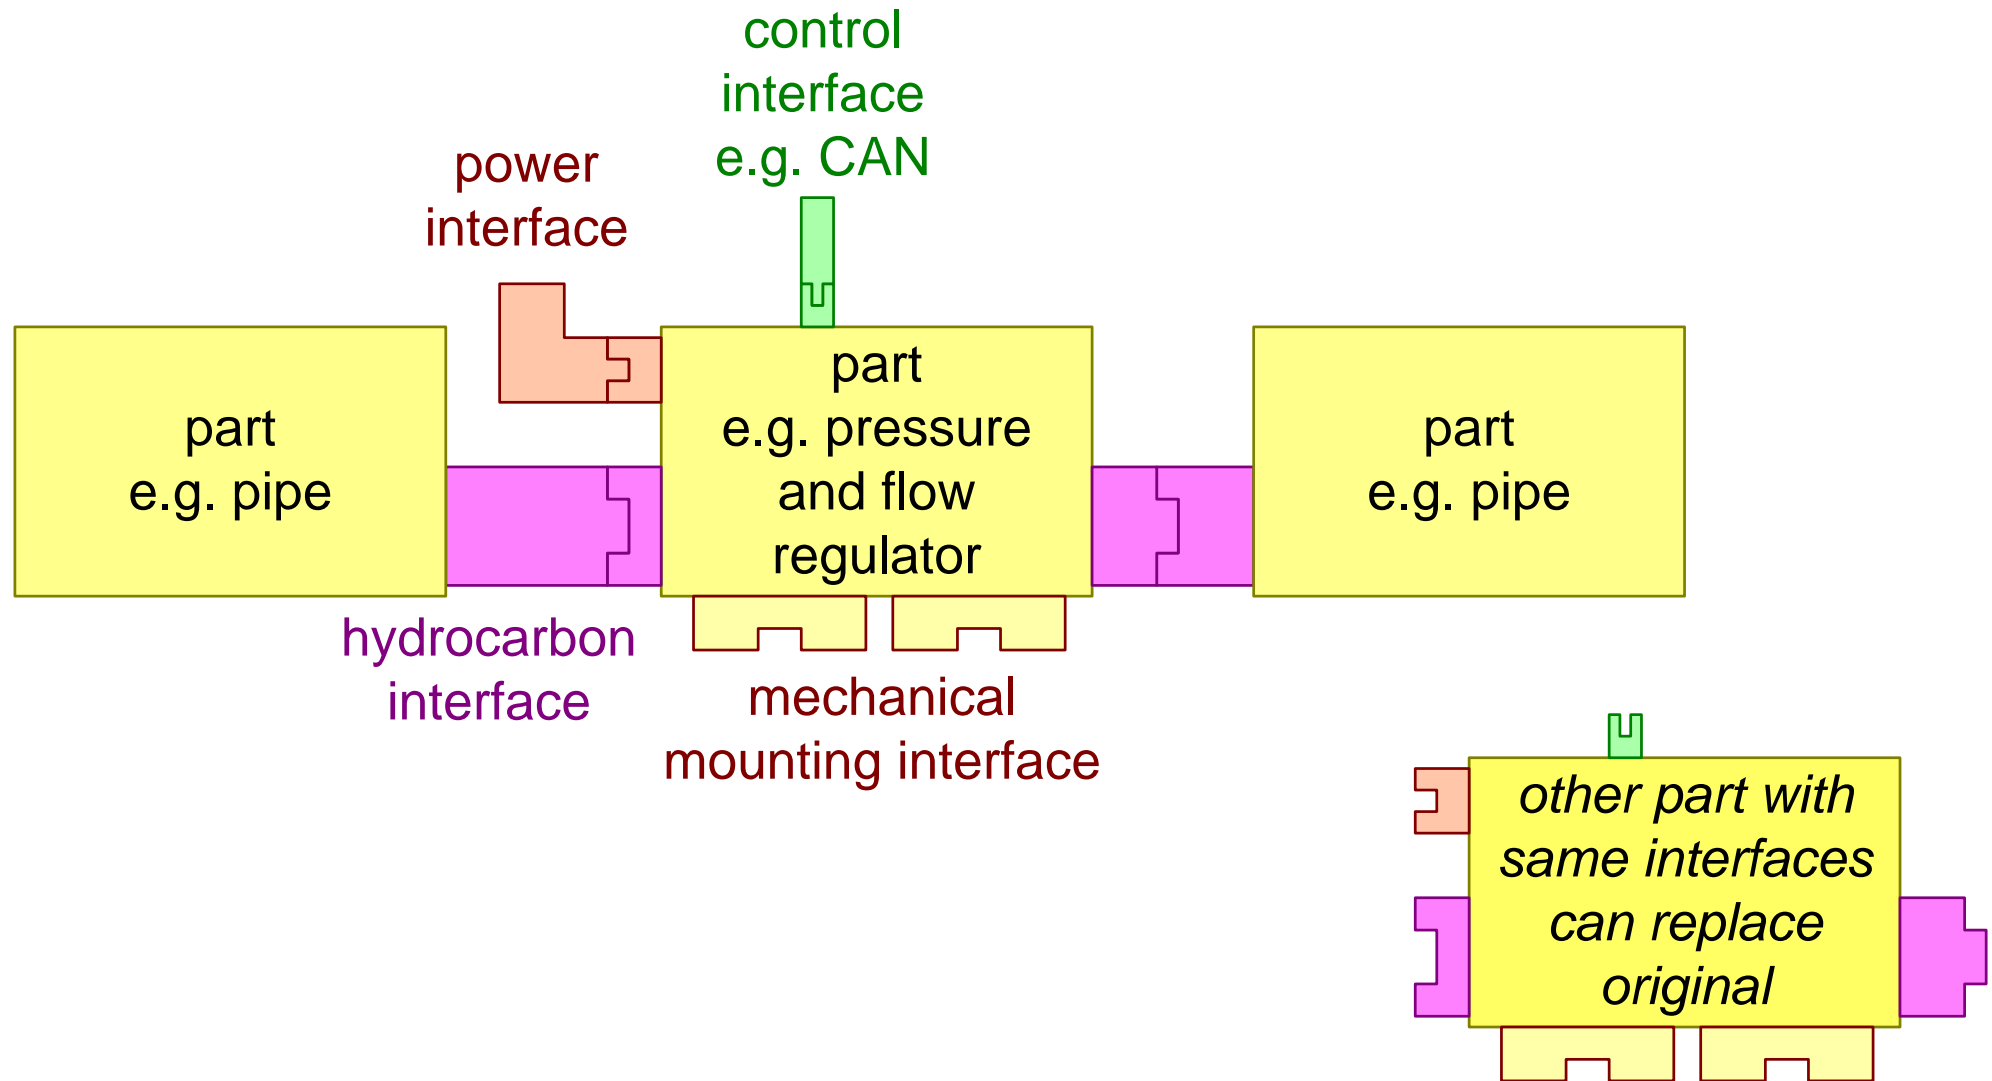 control
interface
e.g. CAN
power
interface
part
e.g. pipe
part
e.g. pressure
and flow
regulator
part
e.g. pipe
hydrocarbon
interface
mechanical
mounting interface
other part with
same interfaces
can replace
original